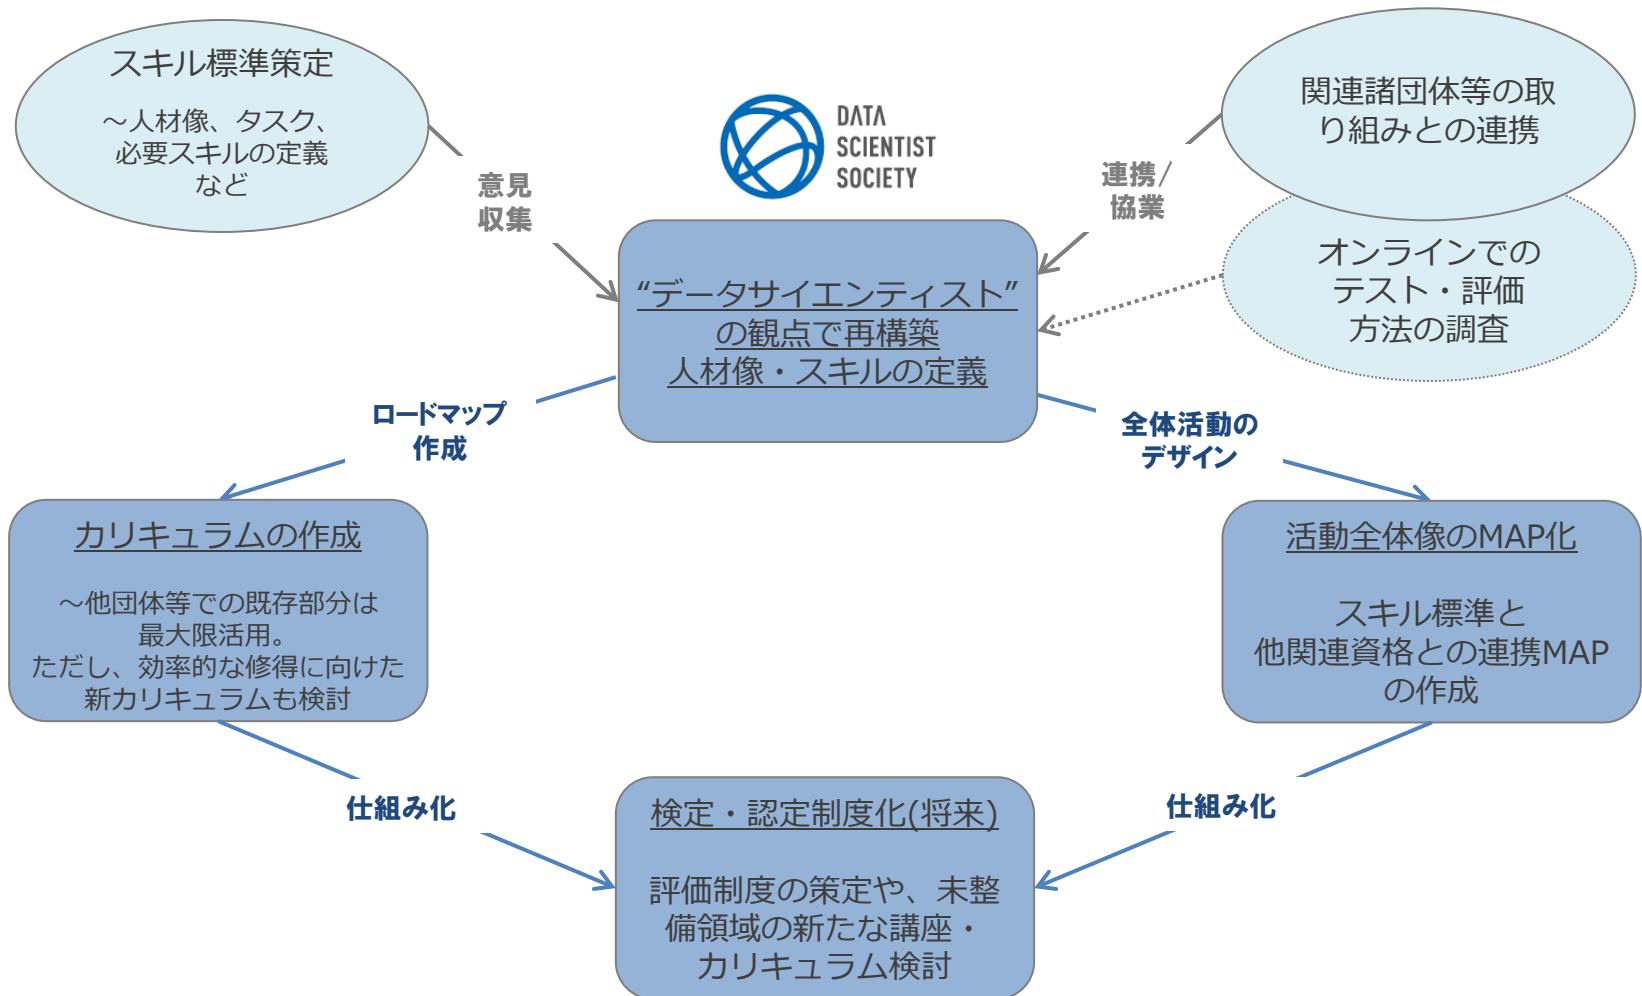 スキル標準策定
～人材像、タスク、
必要スキルの定義
など
DATA
SCIENTIST
SOCIETY
関連諸団体等の取
り組みとの連携
意見
収集
連携/
協業
オンラインでの
テスト・評価
方法の調査
“データサイエンティスト”
の観点で再構築
人材像・スキルの定義
ロードマップ
作成
全体活動の
デザイン
カリキュラムの作成
～他団体等での既存部分は
最大限活用。
ただし、効率的な修得に向けた
新カリキュラムも検討
活動全体像のMAP化
スキル標準と
他関連資格との連携MAP
の作成
仕組み化
仕組み化
検定・認定制度化(将来)
評価制度の策定や、未整
備領域の新たな講座・
カリキュラム検討